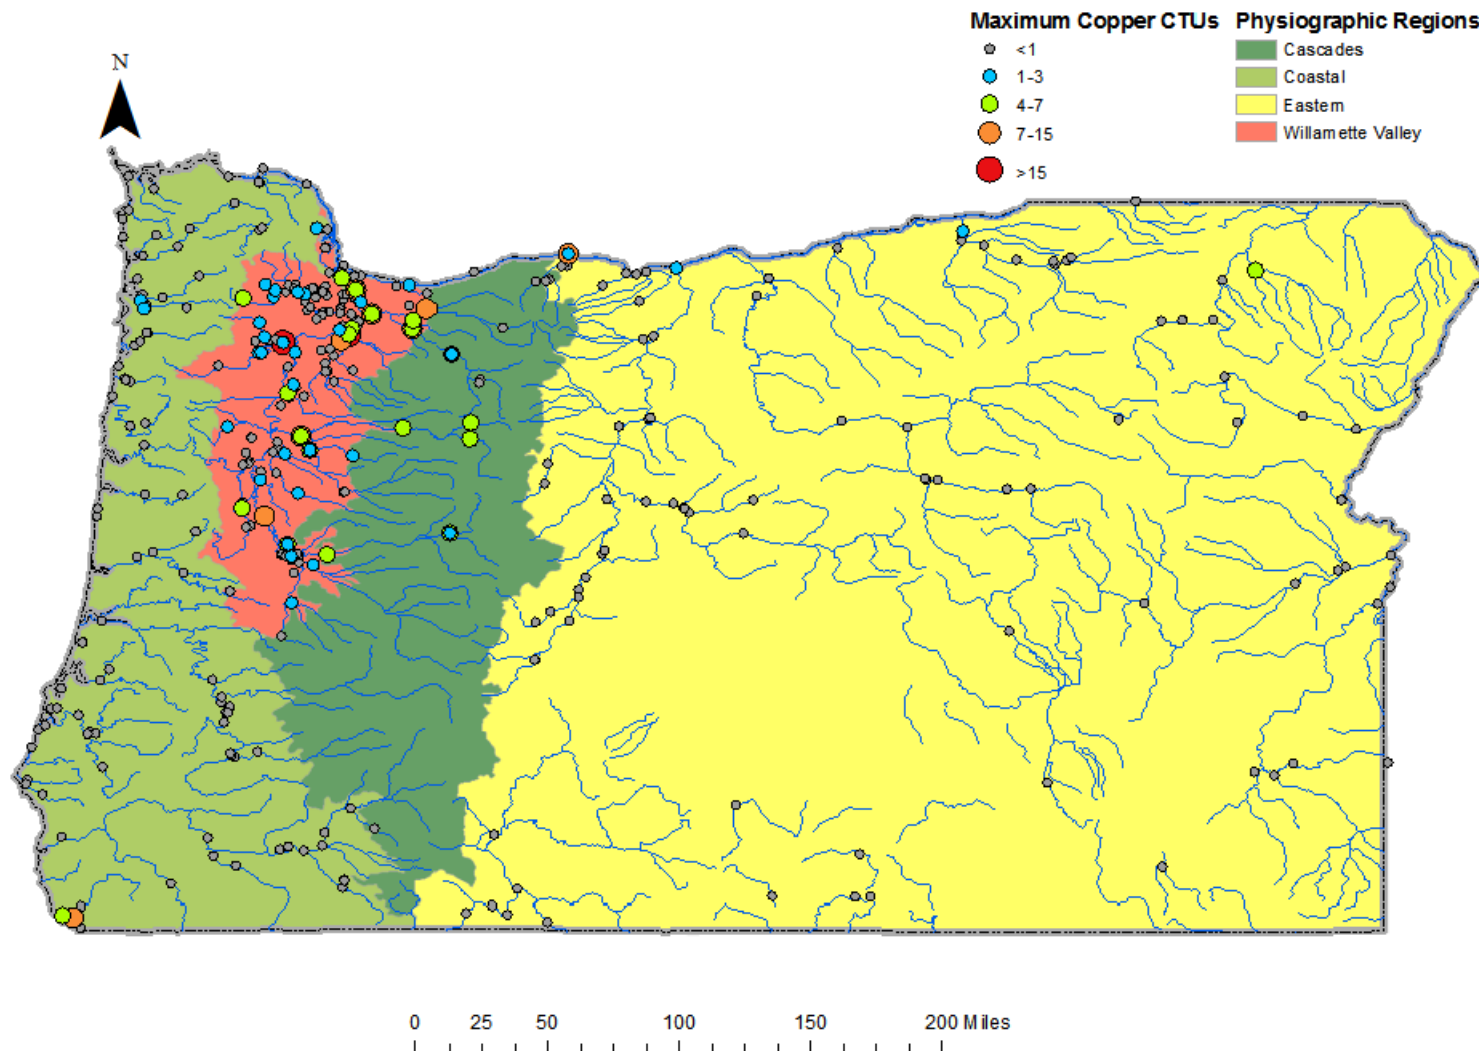 Maximum Copper CTUs
<1
1-3
4-7
7-15
>15
Physiographic Regions
Cascades
Coastal
Eastern
Willamette Valley
N
0 25 50 100 150 200 Miles